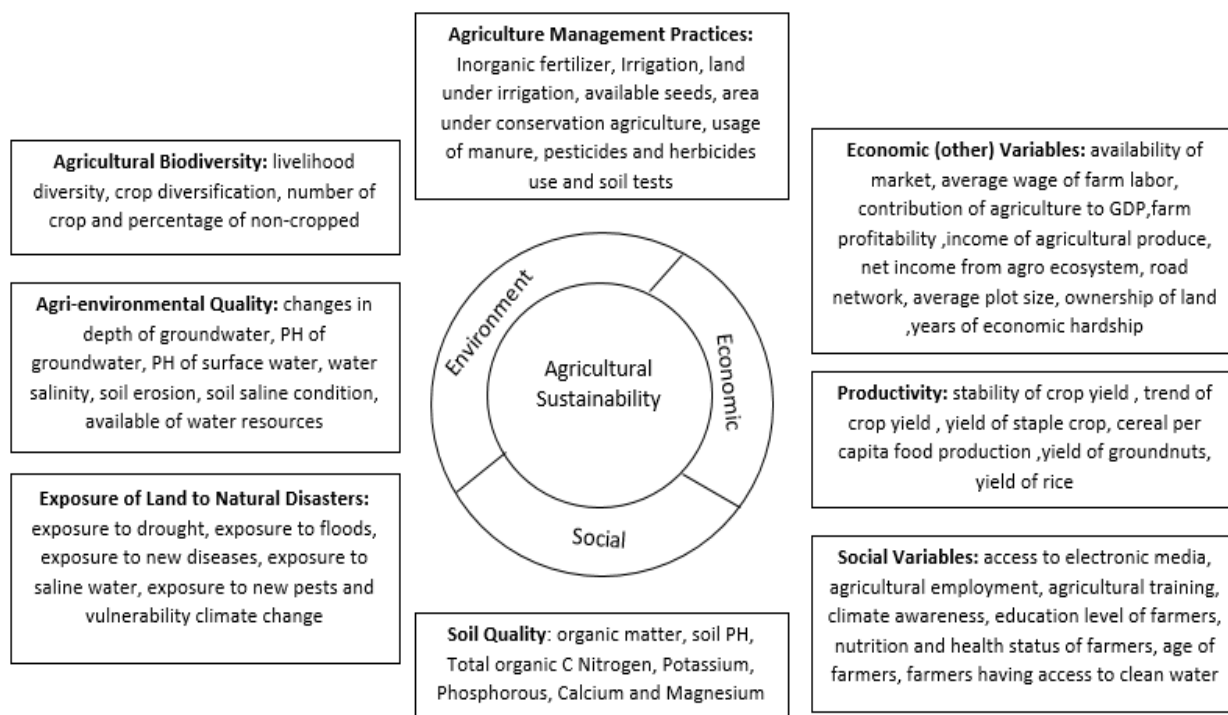 Agriculture Management Practices:
Inorganic fertilizer, Irrigation, land
under irrigation, available seeds, area
under conservation agriculture, usage
of manure, pesticides and herbicides
use and soil tests
Agricultural Biodiversity: livelihood
diversity, crop diversification, number of
crop and percentage of non-cropped
Agri-environmental Quality: changes in
depth of groundwater, PH of
groundwater, PH of surface water, water
salinity, soil erosion, soil saline condition,
available of water resources
Exposure of Land to Natural Disasters:
exposure to drought, exposure to floods,
exposure to new diseases, exposure to
saline water, exposure to new pests and
vulnerability climate change
Environment
Economic
Social
Agricultural
Sustainability
Soil Quality: organic matter, soil PH,
Total organic C Nitrogen, Potassium,
Phosphorous, Calcium and Magnesium
Economic (other) Variables: availability of
market, average wage of farm labor,
contribution of agriculture to GDP,farm
profitability ,income of agricultural produce,
net income from agro ecosystem, road
network, average plot size, ownership of land
,years of economic hardship
Productivity: stability of crop yield , trend of
crop yield , yield of staple crop, cereal per
capita food production ,yield of groundnuts,
yield of rice
Social Variables: access to electronic media,
agricultural employment, agricultural training,
climate awareness, education level of farmers,
nutrition and health status of farmers, age of
farmers, farmers having access to clean water